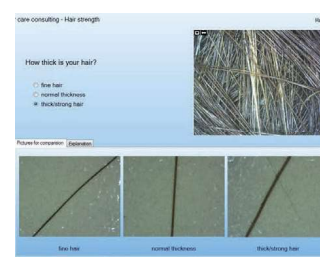 care consulting - Hair strength
How thick is your hair?
fine hair
normal thickness
thick/strong hair
Pictures for comparision Explanation
fine hair
normal thickness
thick/strong hair